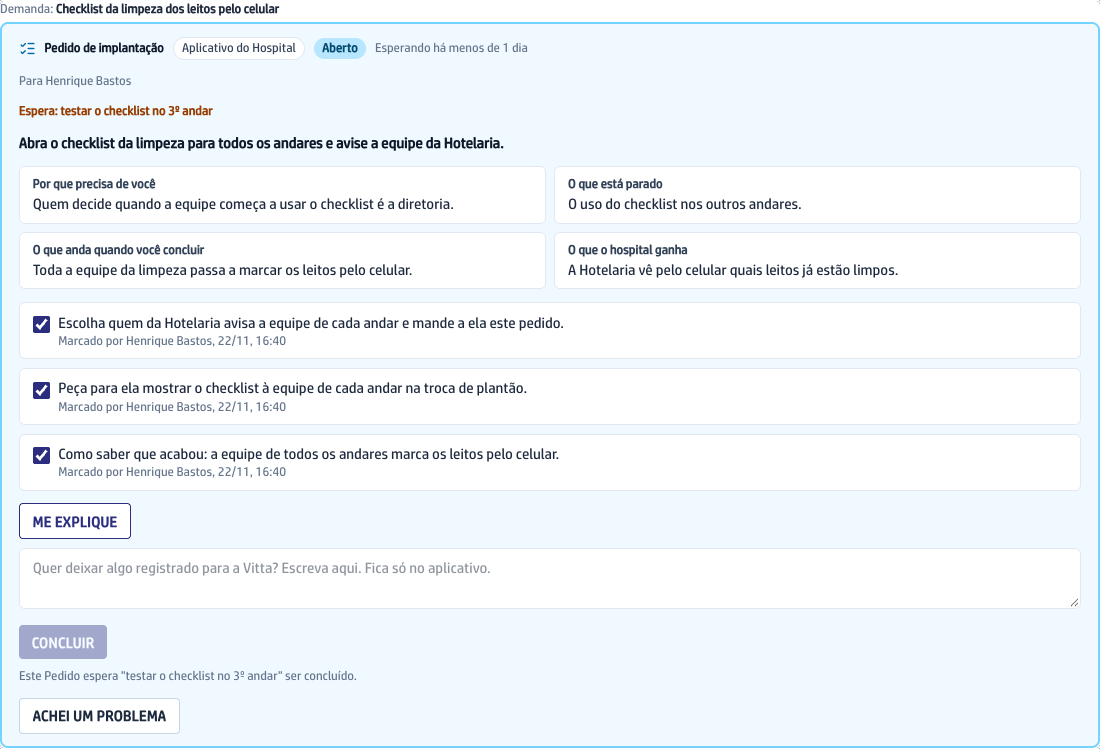 Demanda: Checklist da limpeza dos leitos pelo celular
Pedido de implantação Aplicativo do Hospital Aberto Esperando há menos de 1 dia
Para Henrique Bastos
Espera: testar o checklist no 3º andar
Abra o checklist da limpeza para todos os andares e avise a equipe da Hotelaria.
Por que precisa de você
Quem decide quando a equipe começa a usar o checklist é a diretoria.
O que está parado
O uso do checklist nos outros andares.
O que anda quando você concluir
Toda a equipe da limpeza passa a marcar os leitos pelo celular.
O que o hospital ganha
A Hotelaria vê pelo celular quais leitos já estão limpos.
Escolha quem da Hotelaria avisa a equipe de cada andar e mande a ela este pedido.
Marcado por Henrique Bastos, 22/11, 16:40
Peça para ela mostrar o checklist à equipe de cada andar na troca de plantão.
Marcado por Henrique Bastos, 22/11, 16:40
Como saber que acabou: a equipe de todos os andares marca os leitos pelo celular.
Marcado por Henrique Bastos, 22/11, 16:40
ME EXPLIQUE
Quer deixar algo registrado para a Vitta? Escreva aqui. Fica só no aplicativo.
CONCLUIR
Este Pedido espera "testar o checklist no 3º andar" ser concluído.
ACHEI UM PROBLEMA